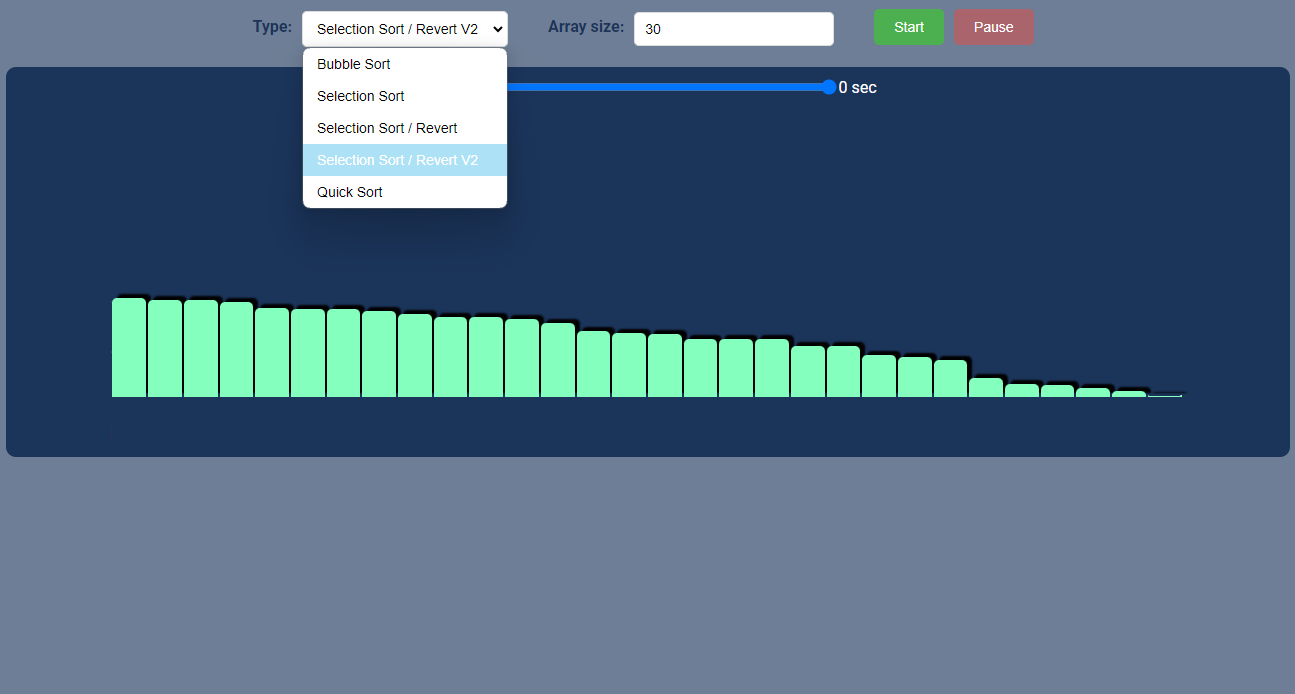 Type: Selection Sort / Revert V2 Array size: 30 Start Pause
Bubble Sort
0 sec
Selection Sort
Selection Sort / Revert
Selection Sort / Revert V2
Quick Sort